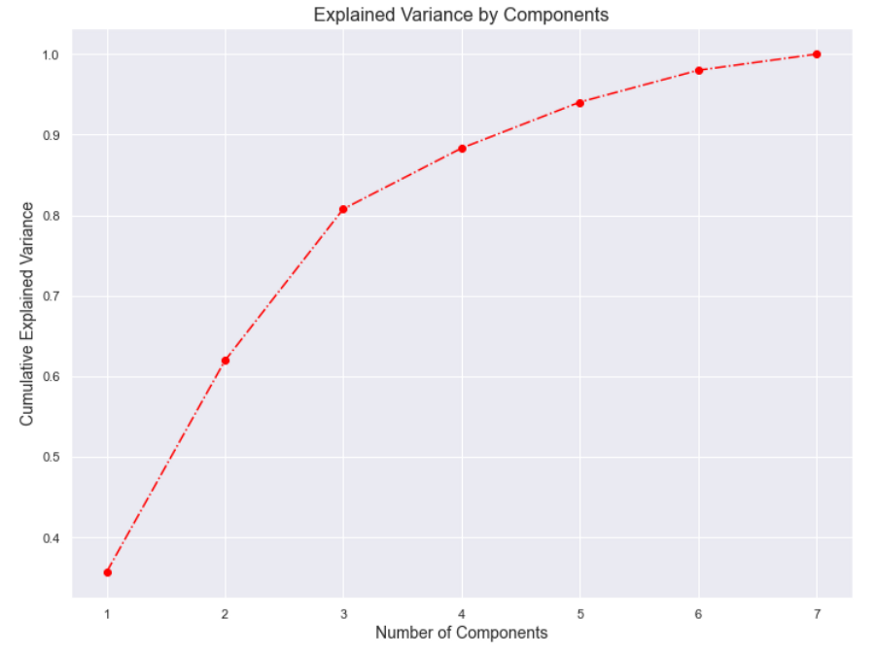 Explained Variance by Components
1.0
0.9
0.8
0.7
0.6
0.5
0.4
Cumulative Explained Variance
1 2 3 4 5 6 7
Number of Components